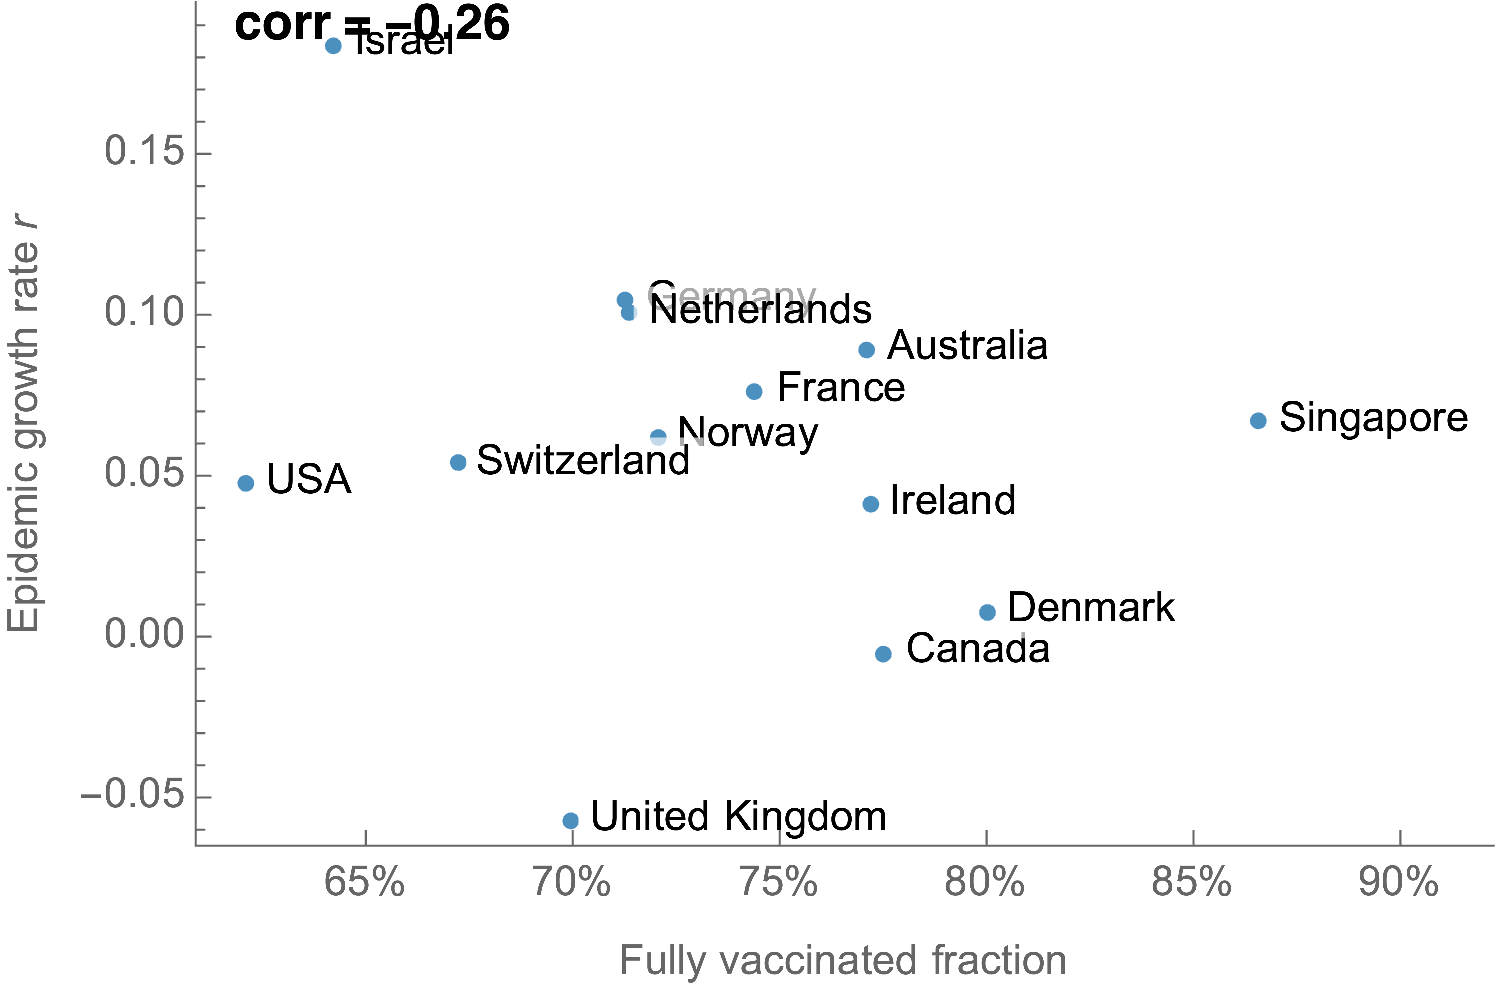 corr = −0.26
Israel
0.15
Germany
0.10
Netherlands
Australia
France
Singapore
Norway
Switzerland
0.05
USA
Ireland
Denmark
0.00
Canada
−0.05
United Kingdom
65% 70% 75% 80% 85% 90%
Fully vaccinated fraction
Epidemic growth rate r